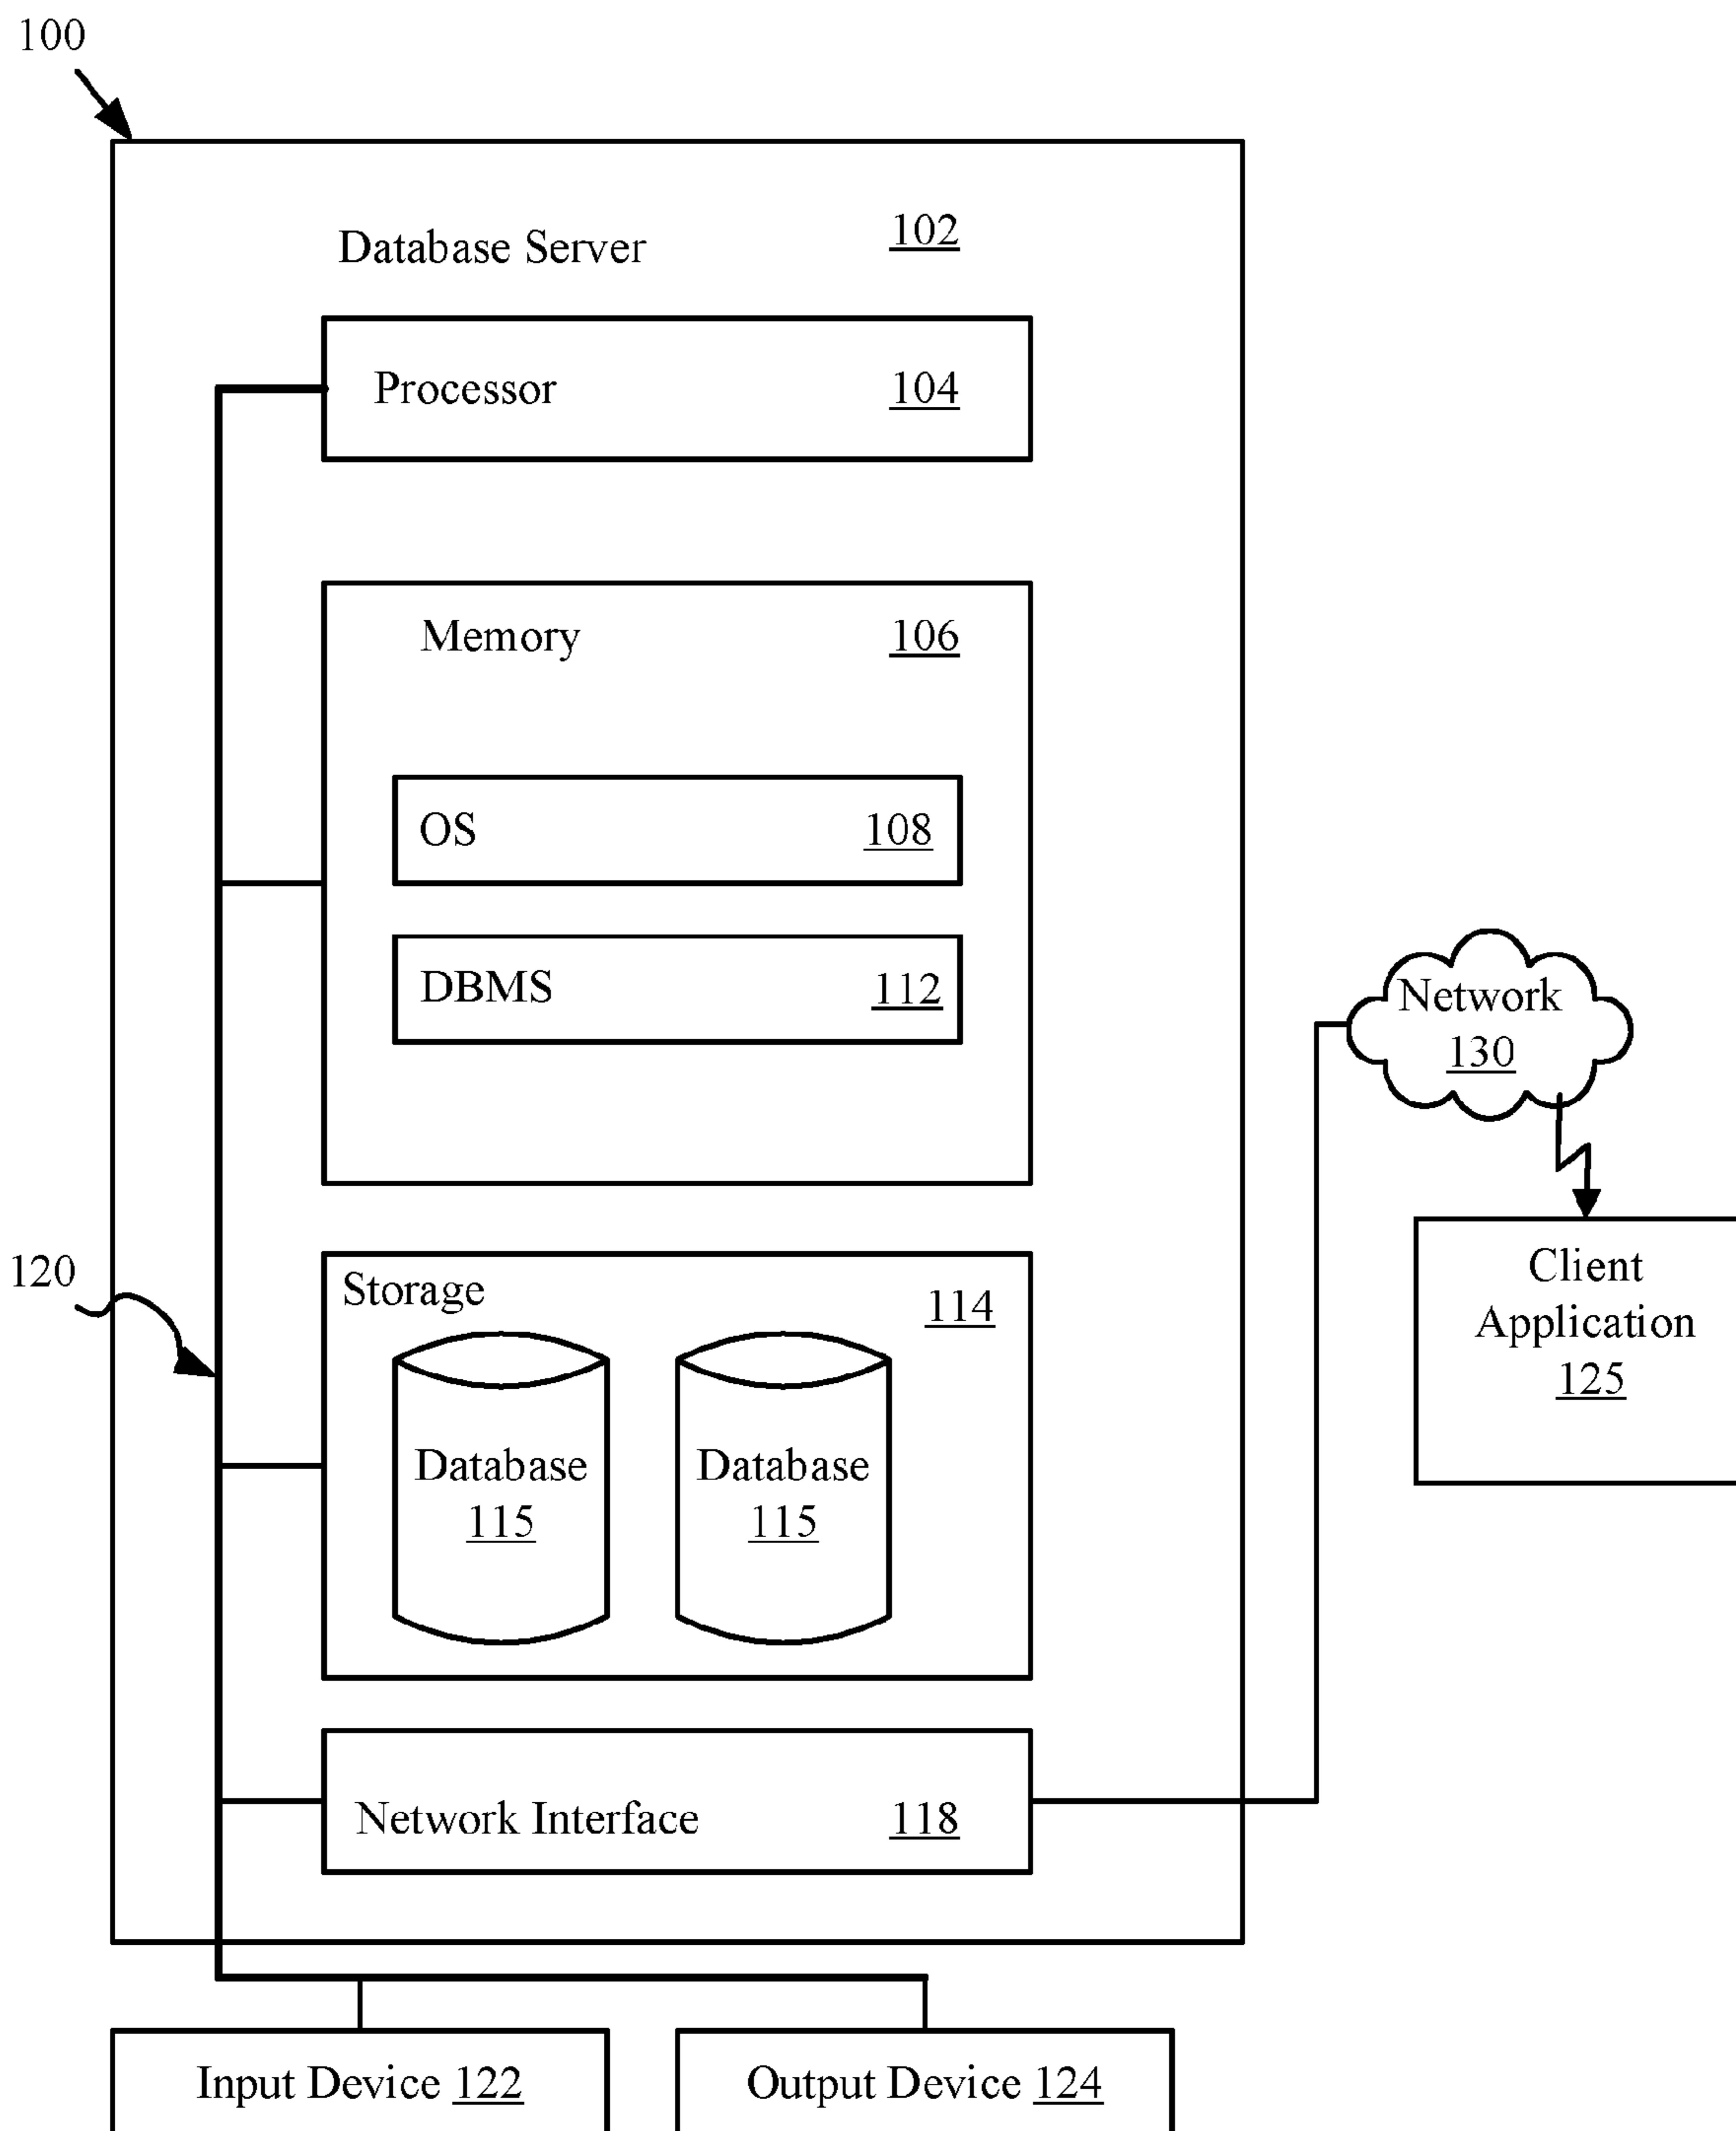 100
Database Server 102
Processor 104
Memory 106
OS 108
DBMS 112
Network
130
120
Storage 114
Client
Application
125
Database
115
Database
115
Network Interface 118
Input Device 122
Output Device 124